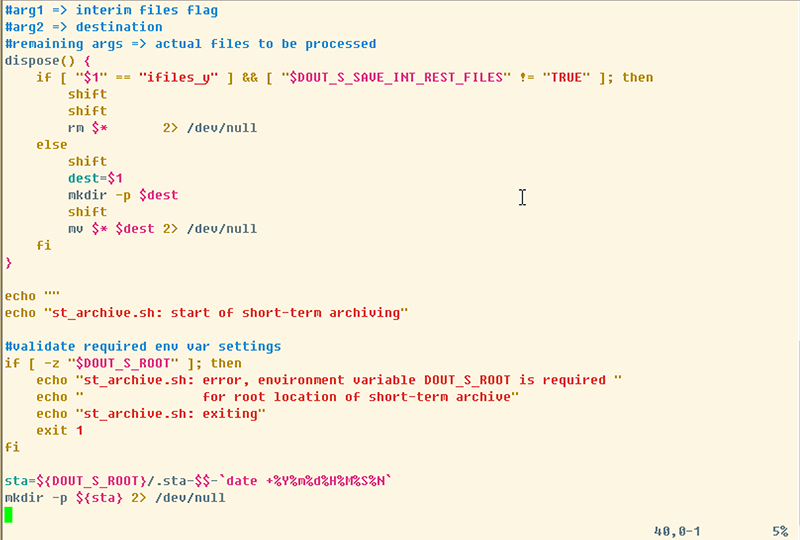 #arg1 => interim files flag
#arg2 => destination
#remaining args => actual files to be processed
dispose() {
    if [ "$1" == "ifiles_y" ] && [ "$DOUT_S_SAVE_INT_REST_FILES" != "TRUE" ]; then
        shift
        shift
        rm $*       2> /dev/null
    else
        shift
        dest=$1
        mkdir -p $dest
        shift
        mv $* $dest 2> /dev/null
    fi
}

echo ""
echo "st_archive.sh: start of short-term archiving"

#validate required env var settings
if [ -z "$DOUT_S_ROOT" ]; then
    echo "st_archive.sh: error, environment variable DOUT_S_ROOT is required "
    echo "               for root location of short-term archive"
    echo "st_archive.sh: exiting"
    exit 1
fi

sta=${DOUT_S_ROOT}/.sta-$$-`date +%Y%m%d%H%M%S%N`
mkdir -p ${sta} 2> /dev/null
40,0-1 5%